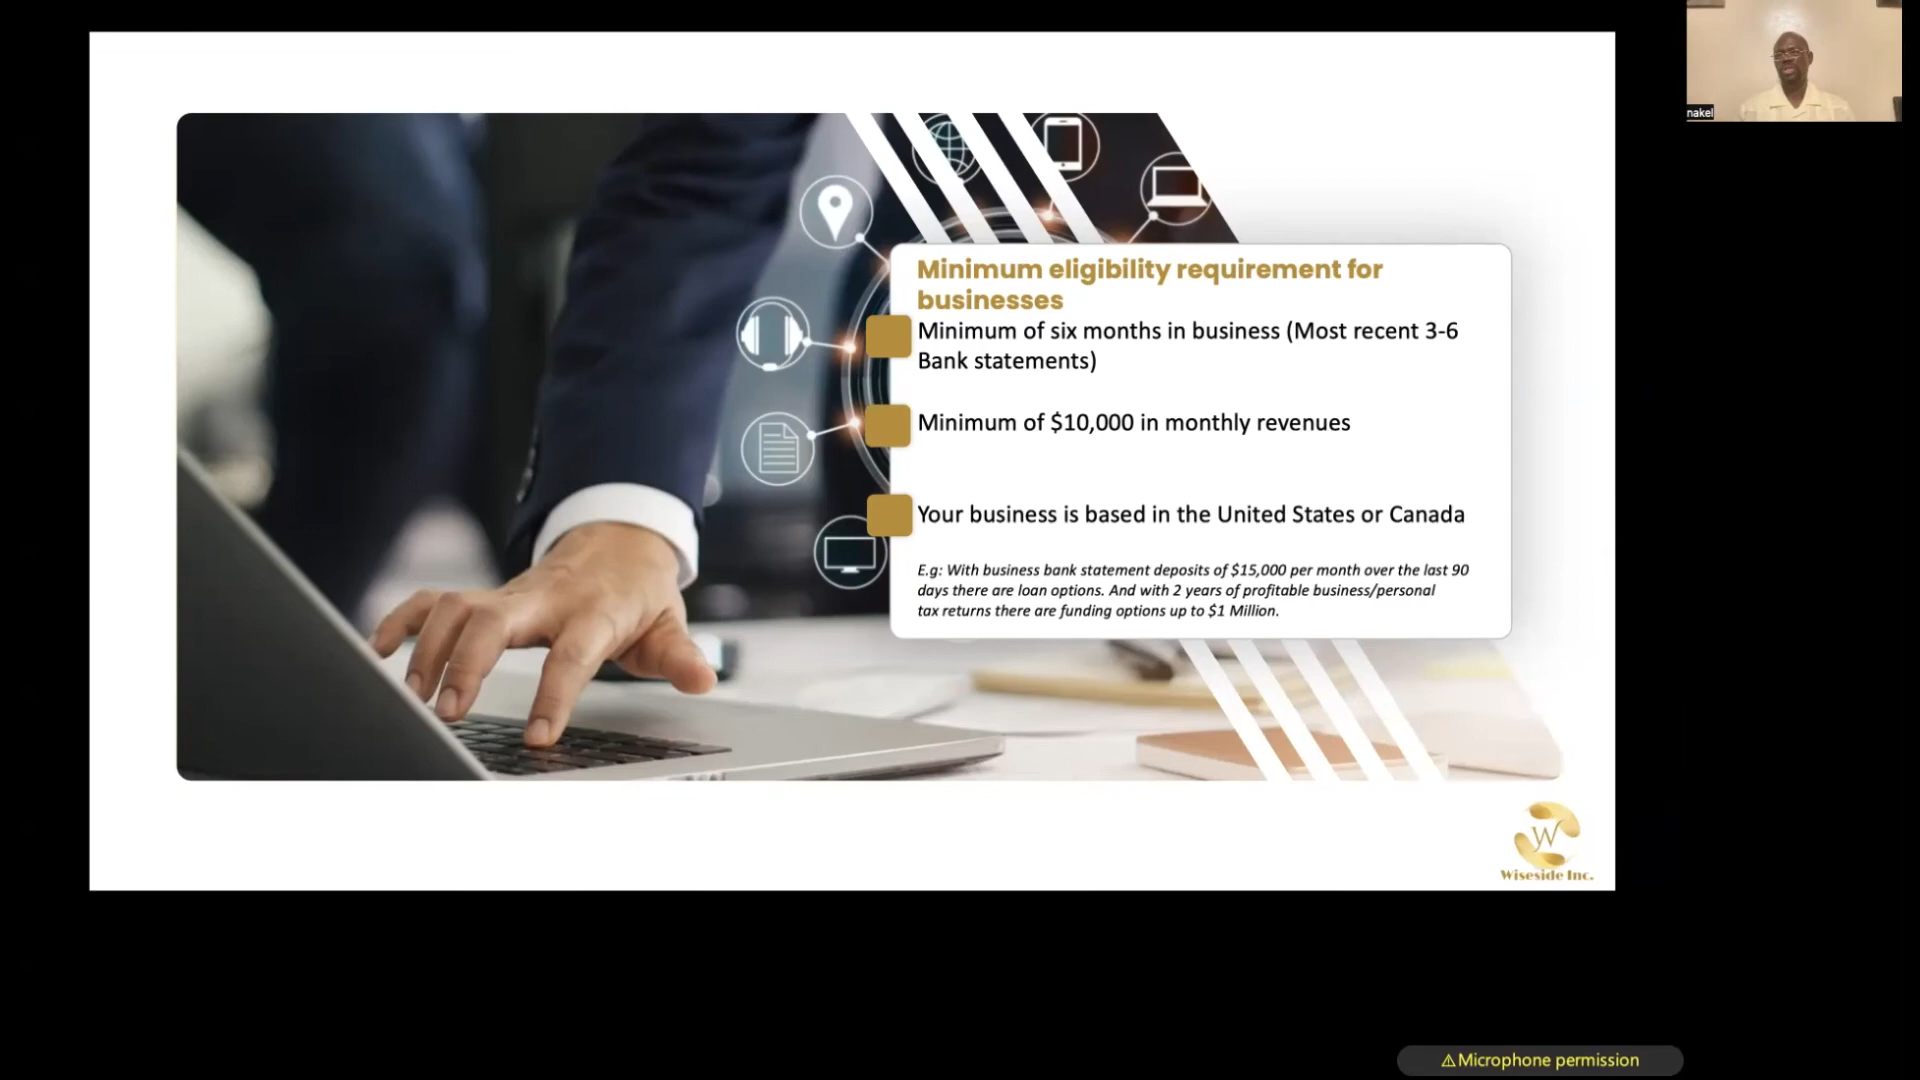 nakel
Minimum eligibility requirement for
businesses
Minimum of six months in business (Most recent 3-6
Bank statements)
Minimum of $10,000 in monthly revenues
Your business is based in the United States or Canada
E.g: With business bank statement deposits of $15,000 per month over the last 90
days there are loan options. And with 2 years of profitable business/personal
tax returns there are funding options up to $1 Million.
W
Wiseside Inc.
⚠Microphone permission